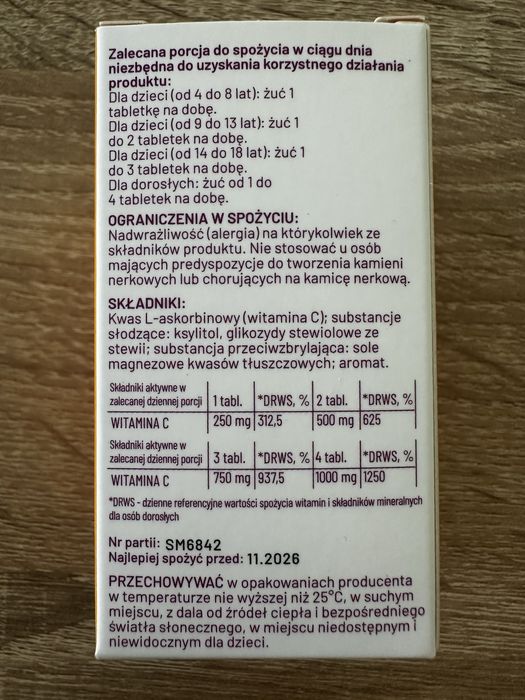 Zalecana porcja do spożycia w ciągu dnia
niezbędna do uzyskania korzystnego działania
produktu:
Dla dzieci (od 4 do 8 lat): żuć 1
tabletkę na dobę.
Dla dzieci (od 9 do 13 lat): żuć 1
do 2 tabletek na dobę.
Dla dzieci (od 14 do 18 lat): żuć 1
do 3 tabletek na dobę.
Dla dorosłych: żuć od 1 do
4 tabletek na dobę.
OGRANICZENIA W SPOŻYCIU:
Nadwrażliwość (alergia) na którykolwiek ze
składników produktu. Nie stosować u osób
mających predyspozycje do tworzenia kamieni
nerkowych lub chorujących na kamicę nerkową.
SKŁADNIKI:
Kwas L-askorbinowy (witamina C); substancje
słodzące: ksylitol, glikozydy stewiolowe ze
stewii; substancja przeciwzbrylająca: sole
magnezowe kwasów tłuszczowych; aromat.
Składniki aktywne w
zalecanej dziennej porcji 1 tabl. *DRWS, % 2 tabl. *DRWS, %
WITAMINA C 250 mg 312,5 500 mg 625
Składniki aktywne w
zalecanej dziennej porcji 3 tabl. *DRWS, % 4 tabl. *DRWS, %
WITAMINA C 750 mg 937,5 1000 mg 1250
*DRWS - dzienne referencyjne wartości spożycia witamin i składników mineralnych
dla osób dorosłych
Nr partii: SM6842
Najlepiej spożyć przed: 11.2026
PRZECHOWYWAĆ w opakowaniach producenta
w temperaturze nie wyższej niż 25°C, w suchym
miejscu, z dala od źródeł ciepła i bezpośredniego
światła słonecznego, w miejscu niedostępnym i
niewidocznym dla dzieci.